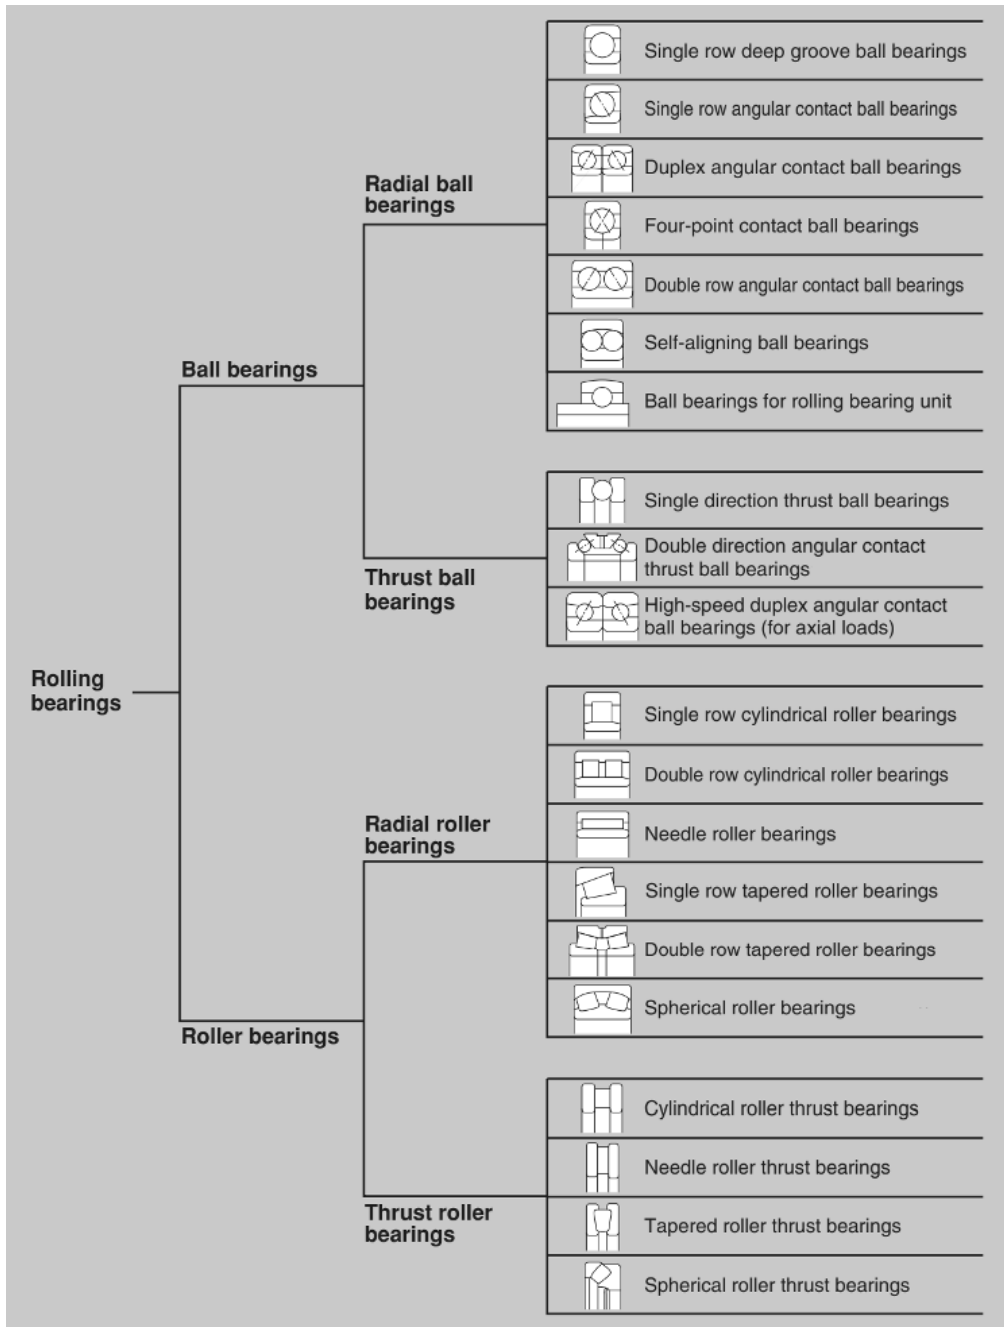 Single row deep groove ball bearings
Single row angular contact ball bearings
Duplex angular contact ball bearings
Radial ball
bearings
Four-point contact ball bearings
Double row angular contact ball bearings
Self-aligning ball bearings
Ball bearings
Ball bearings for rolling bearing unit
Single direction thrust ball bearings
Double direction angular contact
thrust ball bearings
Thrust ball
bearings
High-speed duplex angular contact
ball bearings (for axial loads)
Rolling
bearings
Single row cylindrical roller bearings
Double row cylindrical roller bearings
Radial roller
bearings
Needle roller bearings
Single row tapered roller bearings
Double row tapered roller bearings
Spherical roller bearings
Roller bearings
Cylindrical roller thrust bearings
Needle roller thrust bearings
Thrust roller
bearings
Tapered roller thrust bearings
Spherical roller thrust bearings